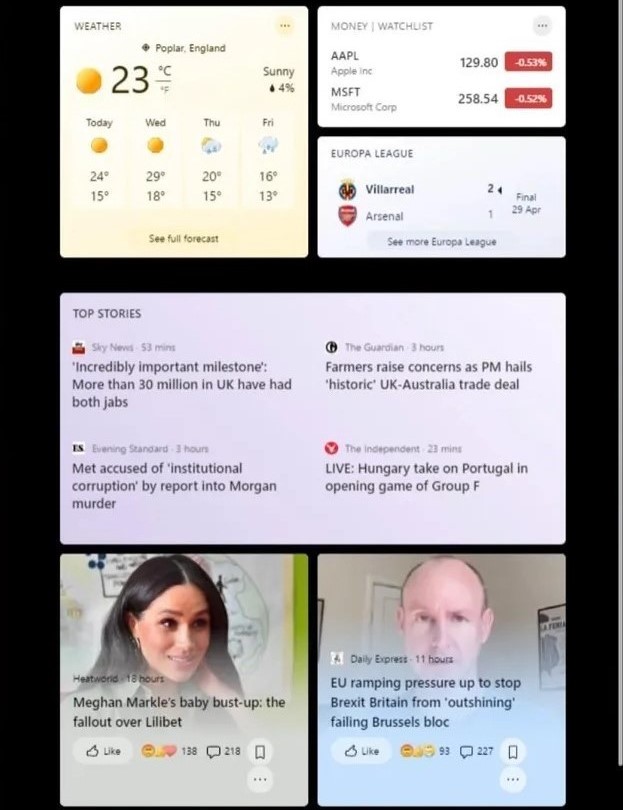 WEATHER
Poplar, England
23 °C
°F
Sunny
4%
Today Wed Thu Fri
24° 29° 20° 16°
15° 18° 15° 13°
See full forecast
MONEY | WATCHLIST
AAPL 129.80 -0.53%
Apple Inc
MSFT 258.54 -0.52%
Microsoft Corp
EUROPA LEAGUE
Villarreal 2
Arsenal 1
Final
29 Apr
See more Europa League
TOP STORIES
Sky News · 53 mins
'Incredibly important milestone':
More than 30 million in UK have had
both jabs
The Guardian · 3 hours
Farmers raise concerns as PM hails
'historic' UK-Australia trade deal
ES Evening Standard · 3 hours
Met accused of 'institutional
corruption' by report into Morgan
murder
The Independent · 23 mins
LIVE: Hungary take on Portugal in
opening game of Group F
Heatworld · 18 hours
Meghan Markle's baby bust-up: the
fallout over Lilibet
Like 138 218
Daily Express · 11 hours
EU ramping pressure up to stop
Brexit Britain from 'outshining'
failing Brussels bloc
Like 93 227